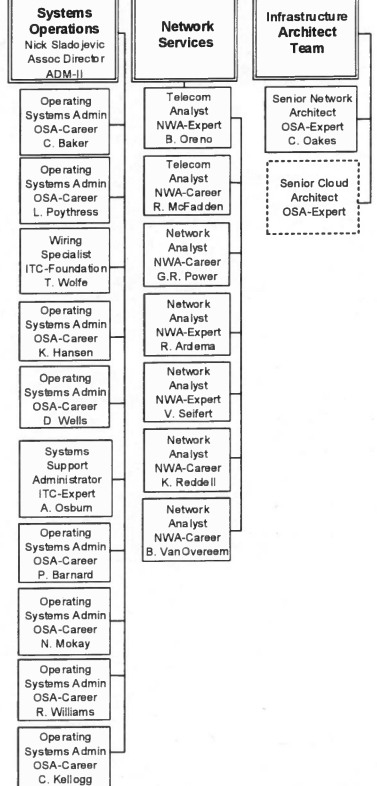 Systems
Operations
Nick Sladojevic
Assoc Director
ADM-II
Operating
Systems Admin
OSA-Career
C. Baker
Operating
Systems Admin
OSA-Career
L. Poythress
Wiring
Specialist
ITC-Foundation
T. Wolfe
Operating
Systems Admin
OSA-Career
K. Hansen
Operating
Systems Admin
OSA-Career
D Wells
Systems
Support
Administrator
ITC-Expert
A. Osburn
Operating
Systems Admin
OSA-Career
P. Barnard
Operating
Systems Admin
OSA-Career
N. Mokay
Operating
Systems Admin
OSA-Career
R. Williams
Operating
Systems Admin
OSA-Career
C. Kellogg
Network
Services
Telecom
Analyst
NWA-Expert
B. Oreno
Telecom
Analyst
NWA-Career
R. McFadden
Network
Analyst
NWA-Career
G.R. Power
Network
Analyst
NWA-Expert
R. Ardema
Network
Analyst
NWA-Expert
V. Seifert
Network
Analyst
NWA-Career
K. Reddell
Network
Analyst
NWA-Career
B. VanOvereem
Infrastructure
Architect
Team
Senior Network
Architect
OSA-Expert
C. Oakes
Senior Cloud
Architect
OSA-Expert